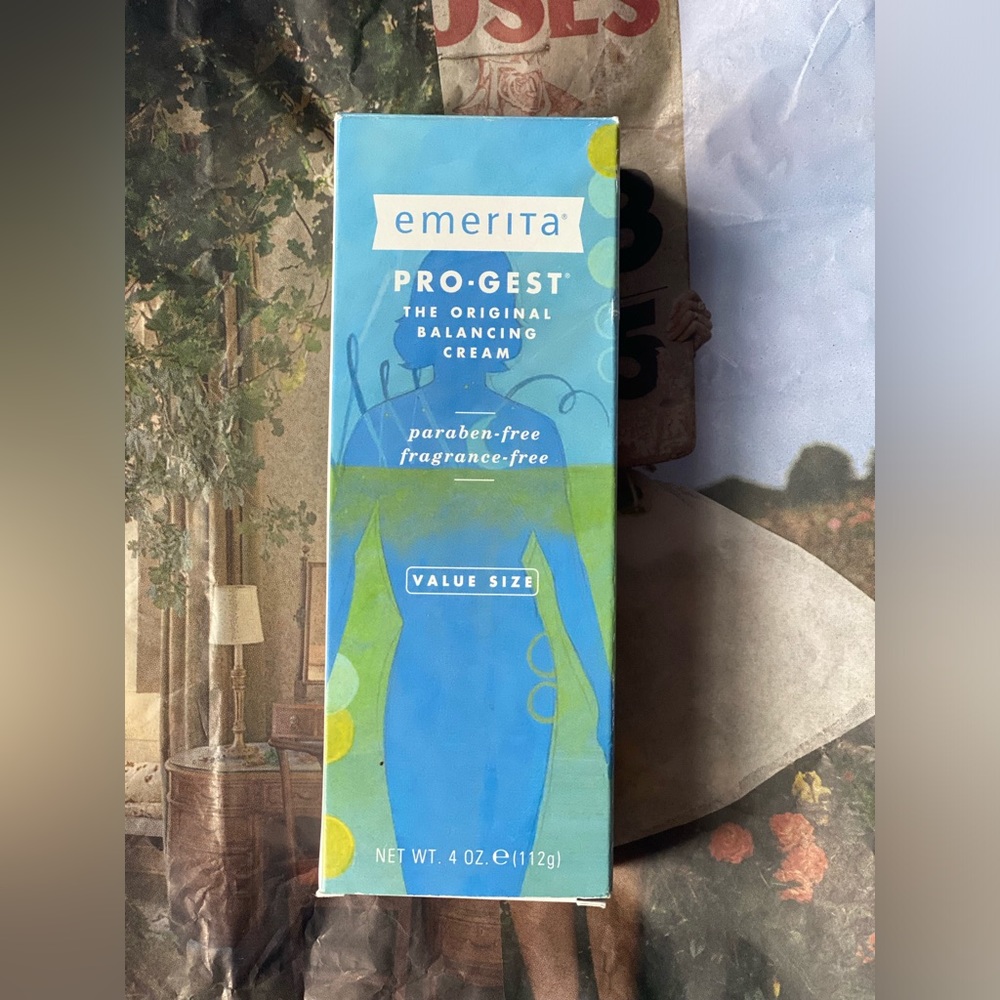 emerita®
PRO-GEST®
THE ORIGINAL
BALANCING
CREAM
paraben-free
fragrance-free
VALUE SIZE
NET WT. 4 OZ. ℮ (112g)